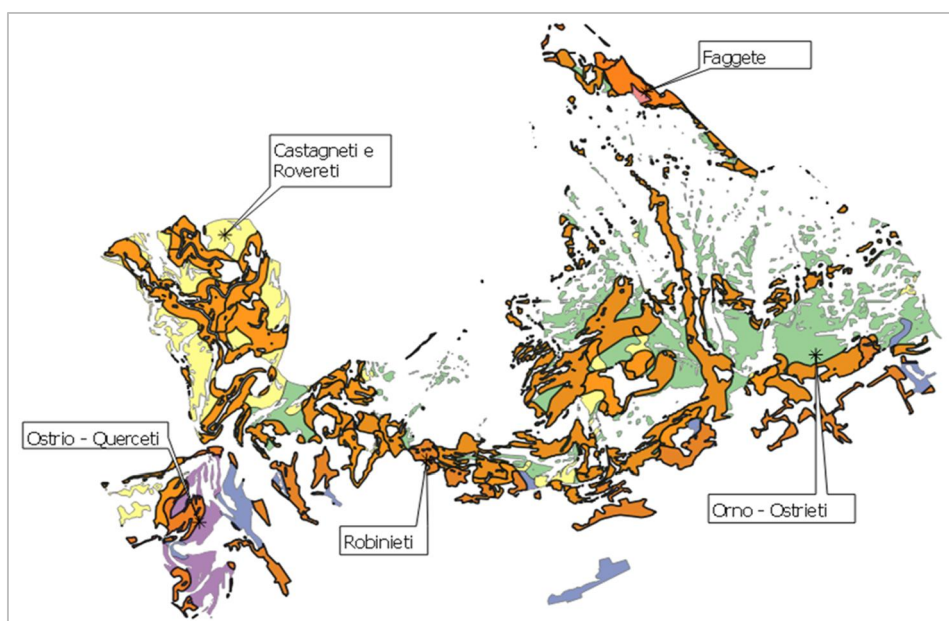 Faggete
Castagneti e
Rovereti
Ostrio - Querceti
Orno - Ostrieti
Robinieti